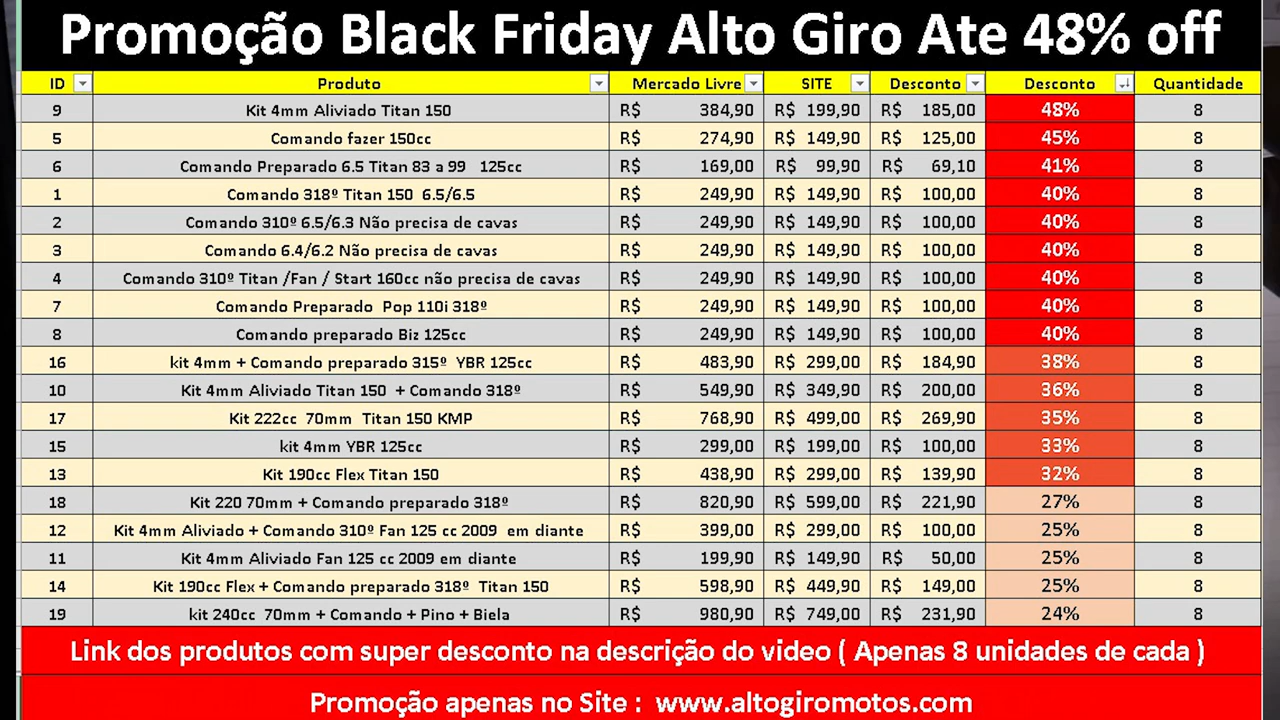 Promoção Black Friday Alto Giro Ate 48% off
ID Produto Mercado Livre SITE Desconto Desconto Quantidade
9 Kit 4mm Aliviado Titan 150 R$ 384,90 R$ 199,90 R$ 185,00 48% 8
5 Comando fazer 150cc R$ 274,90 R$ 149,90 R$ 125,00 45% 8
6 Comando Preparado 6.5 Titan 83 a 99 125cc R$ 169,00 R$ 99,90 R$ 69,10 41% 8
1 Comando 318º Titan 150 6.5/6.5 R$ 249,90 R$ 149,90 R$ 100,00 40% 8
2 Comando 310º 6.5/6.3 Não precisa de cavas R$ 249,90 R$ 149,90 R$ 100,00 40% 8
3 Comando 6.4/6.2 Não precisa de cavas R$ 249,90 R$ 149,90 R$ 100,00 40% 8
4 Comando 310º Titan /Fan / Start 160cc não precisa de cavas R$ 249,90 R$ 149,90 R$ 100,00 40% 8
7 Comando Preparado Pop 110i 318º R$ 249,90 R$ 149,90 R$ 100,00 40% 8
8 Comando preparado Biz 125cc R$ 249,90 R$ 149,90 R$ 100,00 40% 8
16 kit 4mm + Comando preparado 315º YBR 125cc R$ 483,90 R$ 299,00 R$ 184,90 38% 8
10 Kit 4mm Aliviado Titan 150 + Comando 318º R$ 549,90 R$ 349,90 R$ 200,00 36% 8
17 Kit 222cc 70mm Titan 150 KMP R$ 768,90 R$ 499,00 R$ 269,90 35% 8
15 kit 4mm YBR 125cc R$ 299,00 R$ 199,00 R$ 100,00 33% 8
13 Kit 190cc Flex Titan 150 R$ 438,90 R$ 299,00 R$ 139,90 32% 8
18 Kit 220 70mm + Comando preparado 318º R$ 820,90 R$ 599,00 R$ 221,90 27% 8
12 Kit 4mm Aliviado + Comando 310º Fan 125 cc 2009 em diante R$ 399,00 R$ 299,00 R$ 100,00 25% 8
11 Kit 4mm Aliviado Fan 125 cc 2009 em diante R$ 199,90 R$ 149,90 R$ 50,00 25% 8
14 Kit 190cc Flex + Comando preparado 318º Titan 150 R$ 598,90 R$ 449,90 R$ 149,00 25% 8
19 kit 240cc 70mm + Comando + Pino + Biela R$ 980,90 R$ 749,00 R$ 231,90 24% 8
Link dos produtos com super desconto na descrição do video ( Apenas 8 unidades de cada )
Promoção apenas no Site : www.altogiromotos.com